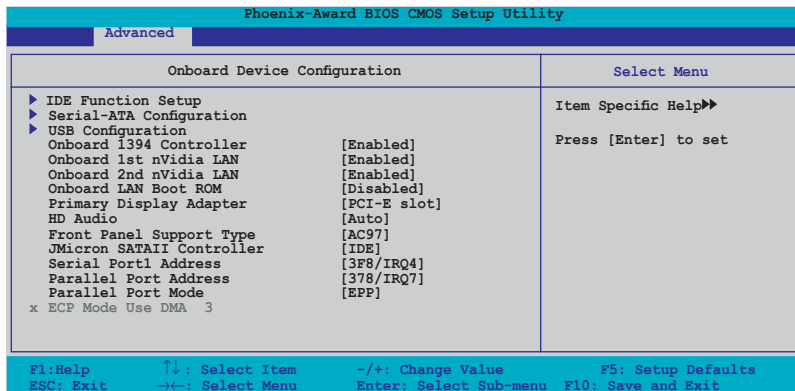 Phoenix-Award BIOS CMOS Setup Utility
Advanced
Onboard Device Configuration
Select Menu
IDE Function Setup
Serial-ATA Configuration
USB Configuration
Onboard 1394 Controller [Enabled]
Onboard 1st nVidia LAN [Enabled]
Onboard 2nd nVidia LAN [Enabled]
Onboard LAN Boot ROM [Disabled]
Primary Display Adapter [PCI-E slot]
HD Audio [Auto]
Front Panel Support Type [AC97]
JMicron SATAII Controller [IDE]
Serial Port1 Address [3F8/IRQ4]
Parallel Port Address [378/IRQ7]
Parallel Port Mode [EPP]
x ECP Mode Use DMA 3
Item Specific Help
Press [Enter] to set
F1:Help ↑↓ : Select Item -/+: Change Value F5: Setup Defaults
ESC: Exit →←: Select Menu Enter: Select Sub-menu F10: Save and Exit